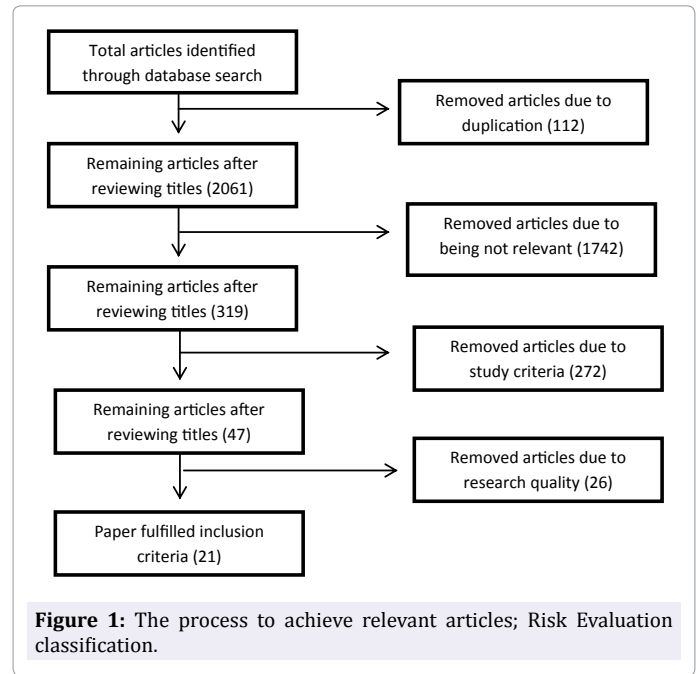 Total articles identified
through database search
Removed articles due to
duplication (112)
Remaining articles after
reviewing titles (2061)
Removed articles due to
being not relevant (1742)
Remaining articles after
reviewing titles (319)
Removed articles due to
study criteria (272)
Remaining articles after
reviewing titles (47)
Removed articles due to
research quality (26)
Paper fulfilled inclusion
criteria (21)
Figure 1: The process to achieve relevant articles; Risk Evaluation
classification.